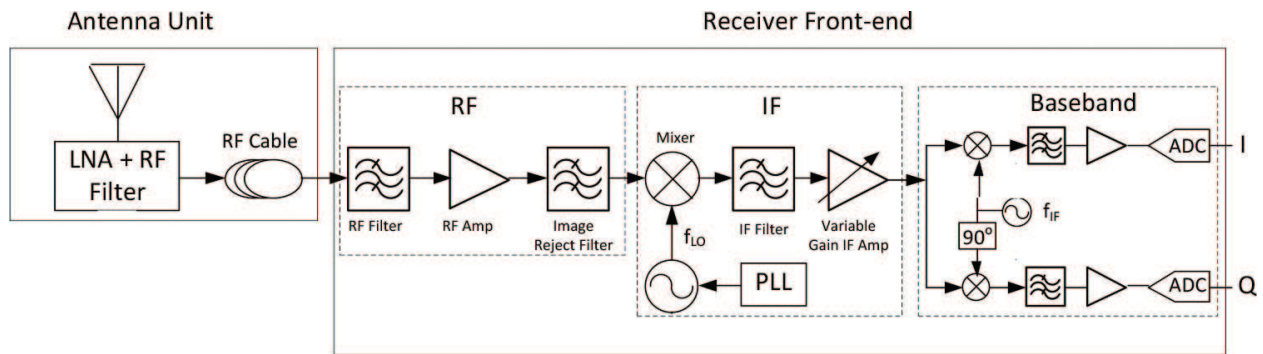 Antenna Unit
Receiver Front-end
LNA + RF
Filter
RF Cable
RF
RF Filter
RF Amp
Image
Reject Filter
IF
Mixer
fLO
PLL
IF Filter
Variable
Gain IF Amp
Baseband
ADC
I
fIF
90°
ADC
Q